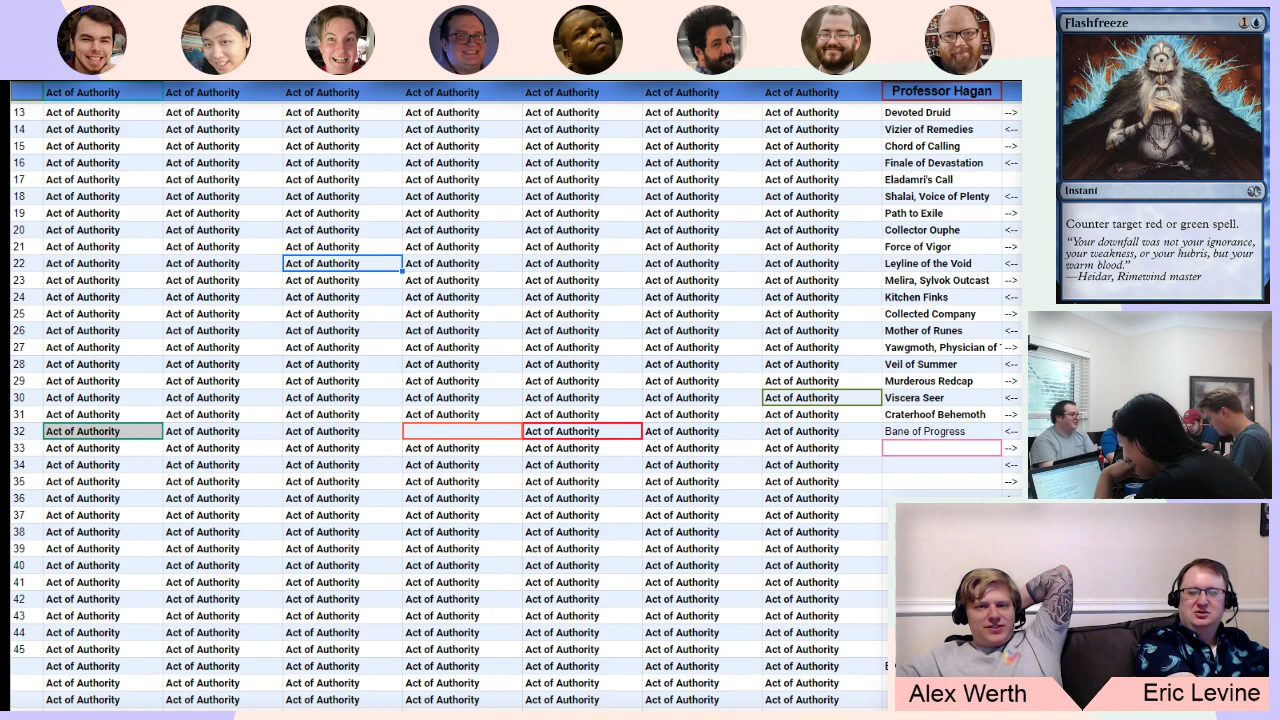 Act of Authority Act of Authority Act of Authority Act of Authority Act of Authority Act of Authority Act of Authority Professor Hagan
13 Act of Authority Act of Authority Act of Authority Act of Authority Act of Authority Act of Authority Act of Authority Devoted Druid -->
14 Act of Authority Act of Authority Act of Authority Act of Authority Act of Authority Act of Authority Act of Authority Vizier of Remedies <--
15 Act of Authority Act of Authority Act of Authority Act of Authority Act of Authority Act of Authority Act of Authority Chord of Calling -->
16 Act of Authority Act of Authority Act of Authority Act of Authority Act of Authority Act of Authority Act of Authority Finale of Devastation <--
17 Act of Authority Act of Authority Act of Authority Act of Authority Act of Authority Act of Authority Act of Authority Eladamri's Call
18 Act of Authority Act of Authority Act of Authority Act of Authority Act of Authority Act of Authority Act of Authority Shalai, Voice of Plenty <--
19 Act of Authority Act of Authority Act of Authority Act of Authority Act of Authority Act of Authority Act of Authority Path to Exile -->
20 Act of Authority Act of Authority Act of Authority Act of Authority Act of Authority Act of Authority Act of Authority Collector Ouphe <--
21 Act of Authority Act of Authority Act of Authority Act of Authority Act of Authority Act of Authority Act of Authority Force of Vigor -->
22 Act of Authority Act of Authority Act of Authority Act of Authority Act of Authority Act of Authority Act of Authority Leyline of the Void <--
23 Act of Authority Act of Authority Act of Authority Act of Authority Act of Authority Act of Authority Act of Authority Melira, Sylvok Outcast -->
24 Act of Authority Act of Authority Act of Authority Act of Authority Act of Authority Act of Authority Act of Authority Kitchen Finks <--
25 Act of Authority Act of Authority Act of Authority Act of Authority Act of Authority Act of Authority Act of Authority Collected Company -->
26 Act of Authority Act of Authority Act of Authority Act of Authority Act of Authority Act of Authority Act of Authority Mother of Runes <--
27 Act of Authority Act of Authority Act of Authority Act of Authority Act of Authority Act of Authority Act of Authority Yawgmoth, Physician of -->
28 Act of Authority Act of Authority Act of Authority Act of Authority Act of Authority Act of Authority Act of Authority Veil of Summer <--
29 Act of Authority Act of Authority Act of Authority Act of Authority Act of Authority Act of Authority Act of Authority Murderous Redcap -->
30 Act of Authority Act of Authority Act of Authority Act of Authority Act of Authority Act of Authority Act of Authority Viscera Seer <--
31 Act of Authority Act of Authority Act of Authority Act of Authority Act of Authority Act of Authority Act of Authority Craterhoof Behemoth -->
32 Act of Authority Act of Authority Act of Authority Act of Authority Act of Authority Act of Authority Bane of Progress <--
33 Act of Authority Act of Authority Act of Authority Act of Authority Act of Authority Act of Authority Act of Authority -->
34 Act of Authority Act of Authority Act of Authority Act of Authority Act of Authority Act of Authority Act of Authority <--
35 Act of Authority Act of Authority Act of Authority Act of Authority Act of Authority Act of Authority Act of Authority -->
36 Act of Authority Act of Authority Act of Authority Act of Authority Act of Authority Act of Authority Act of Authority
37 Act of Authority Act of Authority Act of Authority Act of Authority Act of Authority Act of Authority Act of Authority
38 Act of Authority Act of Authority Act of Authority Act of Authority Act of Authority Act of Authority Act of Authority
39 Act of Authority Act of Authority Act of Authority Act of Authority Act of Authority Act of Authority Act of Authority
40 Act of Authority Act of Authority Act of Authority Act of Authority Act of Authority Act of Authority Act of Authority
41 Act of Authority Act of Authority Act of Authority Act of Authority Act of Authority Act of Authority Act of Authority
42 Act of Authority Act of Authority Act of Authority Act of Authority Act of Authority Act of Authority Act of Authority
43 Act of Authority Act of Authority Act of Authority Act of Authority Act of Authority Act of Authority Act of Authority
44 Act of Authority Act of Authority Act of Authority Act of Authority Act of Authority Act of Authority Act of Authority
45 Act of Authority Act of Authority Act of Authority Act of Authority Act of Authority Act of Authority Act of Authority
Act of Authority Act of Authority Act of Authority Act of Authority Act of Authority Act of Authority Act of Authority
Act of Authority Act of Authority Act of Authority Act of Authority Act of Authority Act of Authority Act of Authority
Act of Authority Act of Authority Act of Authority Act of Authority Act of Authority Act of Authority Act of Authority
Flashfreeze 1
Instant
Counter target red or green spell.
“Your downfall was not your ignorance,
your weakness, or your hubris, but your
warm blood.”
—Heidar, Rimewind master
Alex Werth
Eric Levine